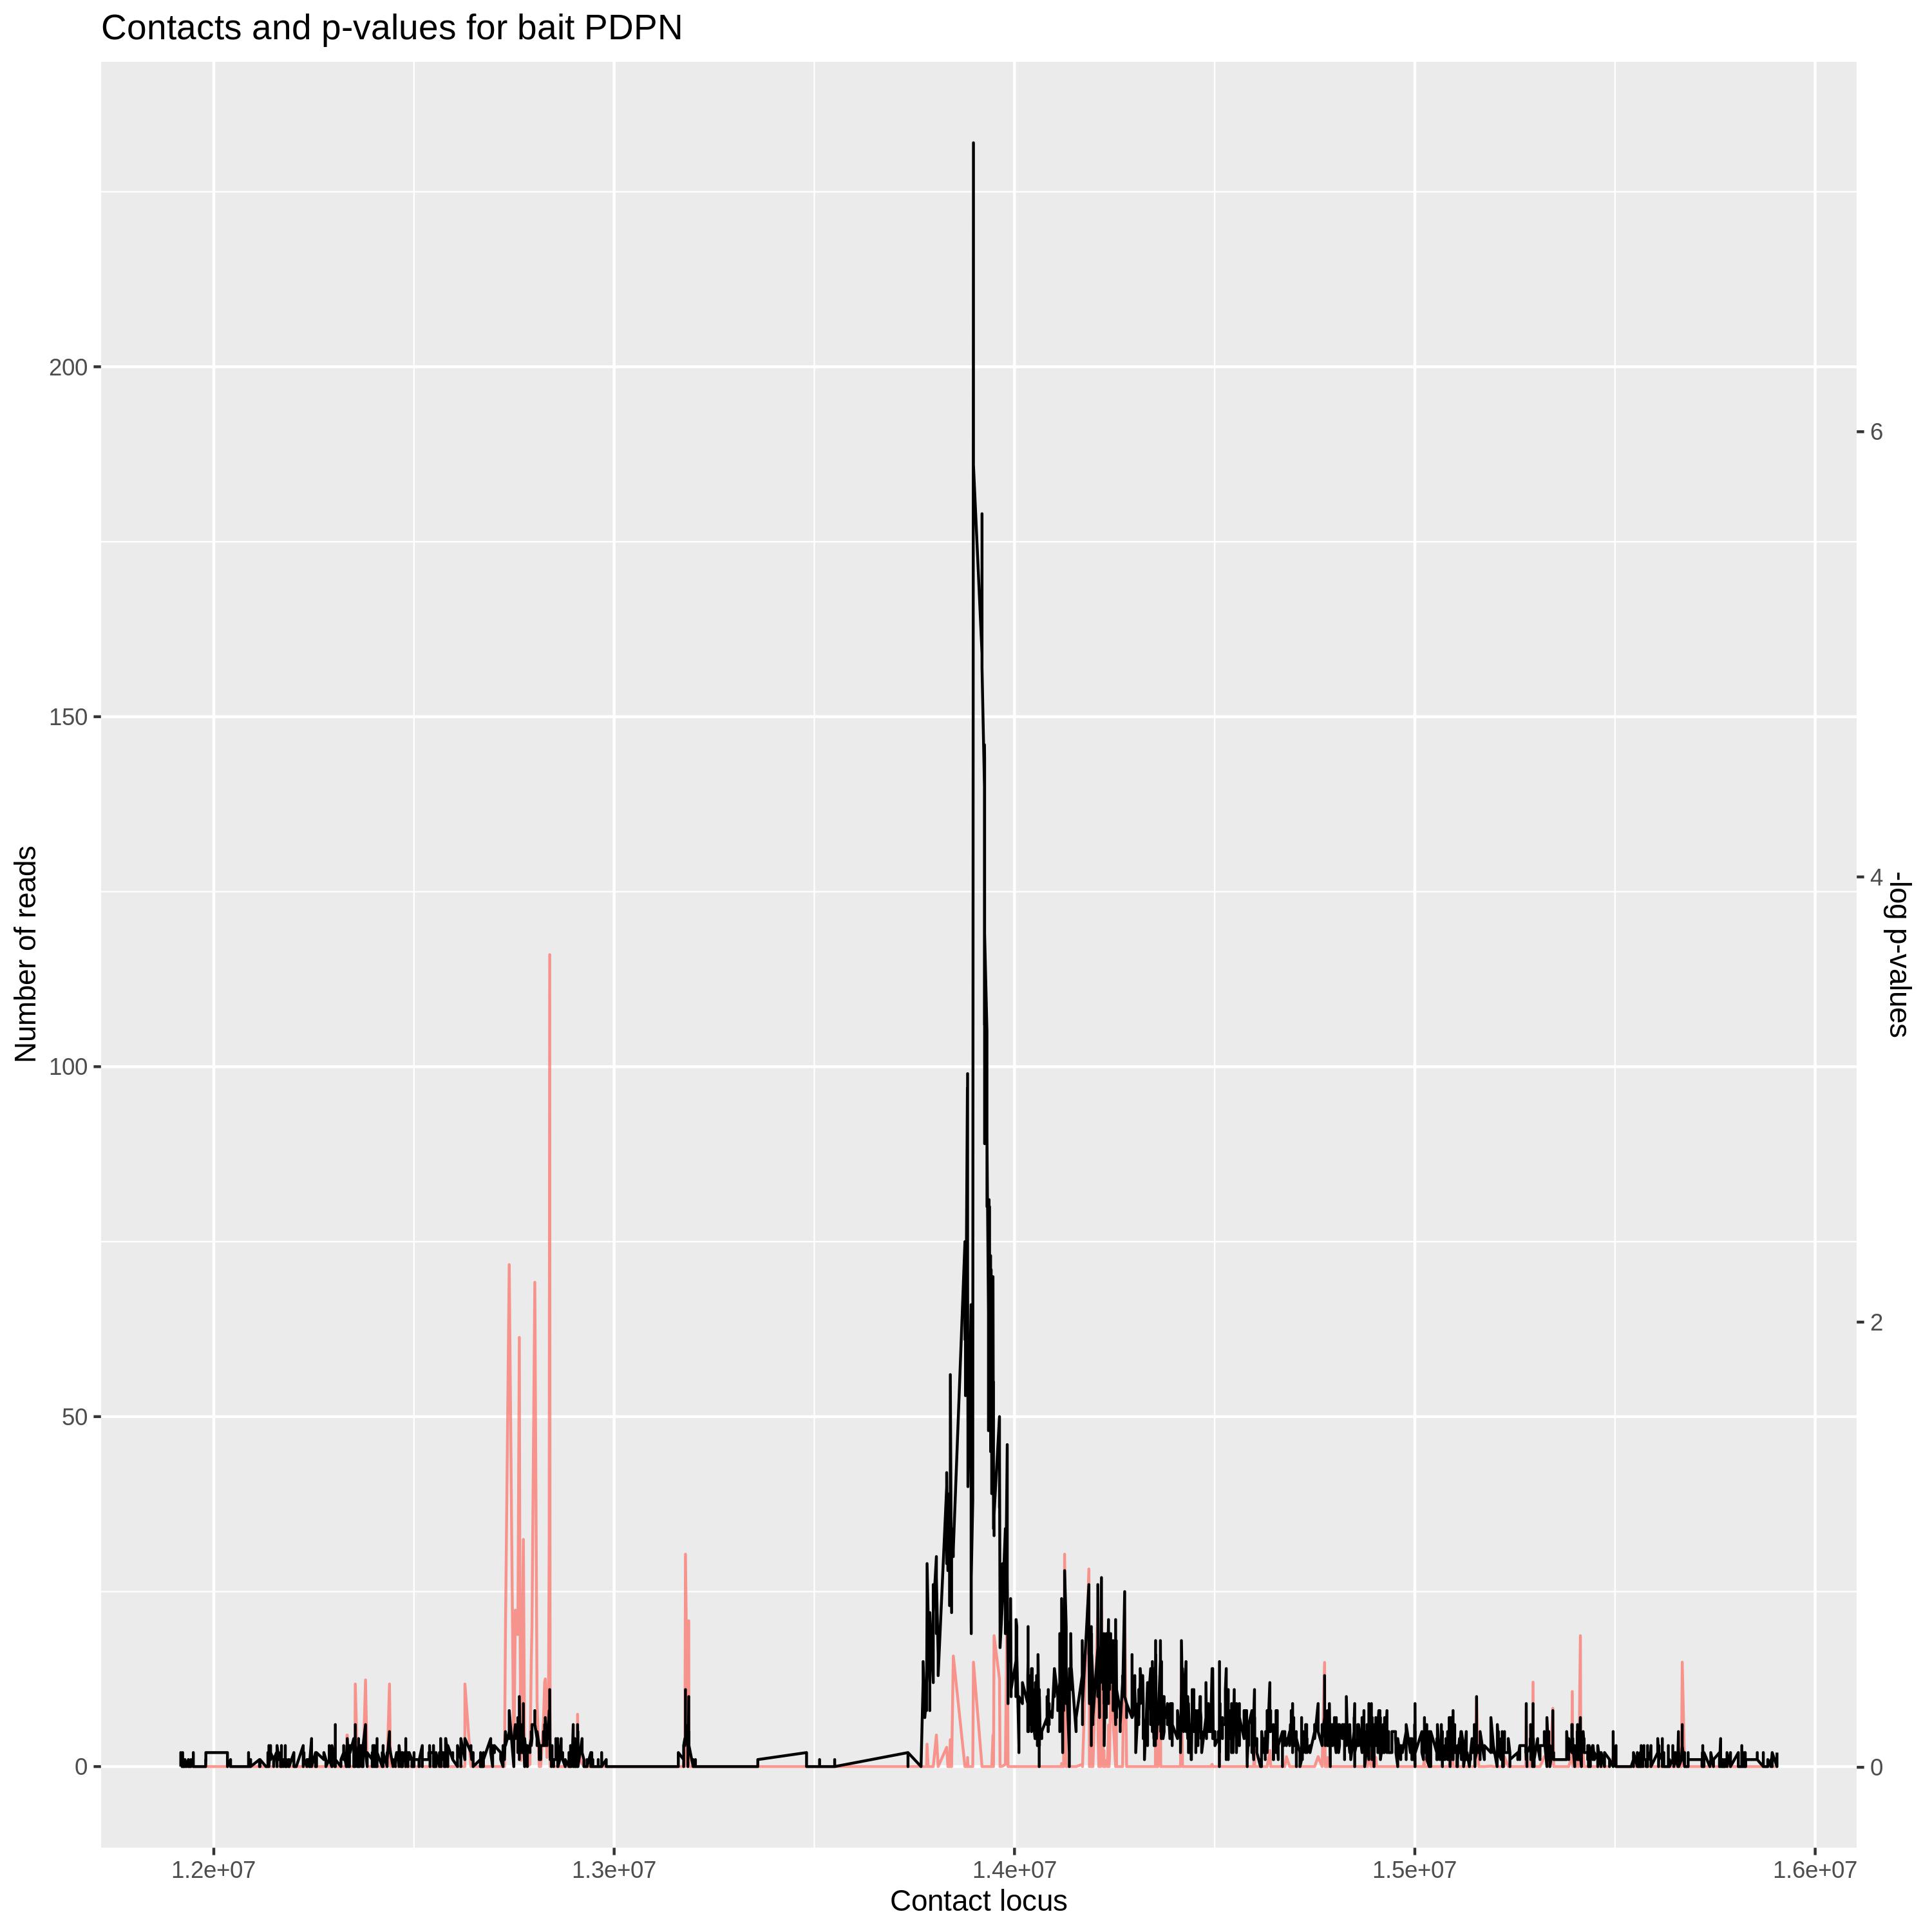 Contacts and p-values for bait PDPN
Number of reads
200
150
100
50
0
6
4
2
0
-log p-values
1.2e+07
1.3e+07
1.4e+07
1.5e+07
1.6e+07
Contact locus